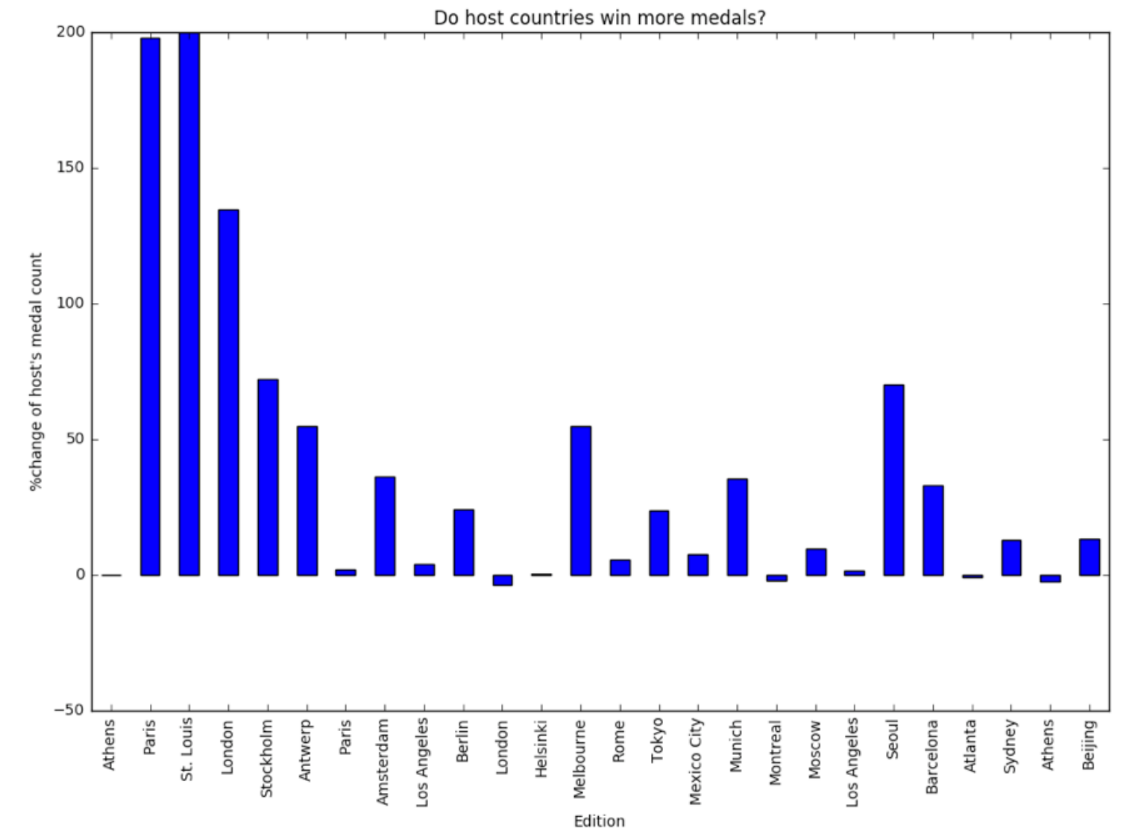 Do host countries win more medals?
200
150
100
50
0
−50
%change of host's medal count
Athens
Paris
St. Louis
London
Stockholm
Antwerp
Paris
Amsterdam
Los Angeles
Berlin
London
Helsinki
Melbourne
Rome
Tokyo
Mexico City
Munich
Montreal
Moscow
Los Angeles
Seoul
Barcelona
Atlanta
Sydney
Athens
Beijing
Edition